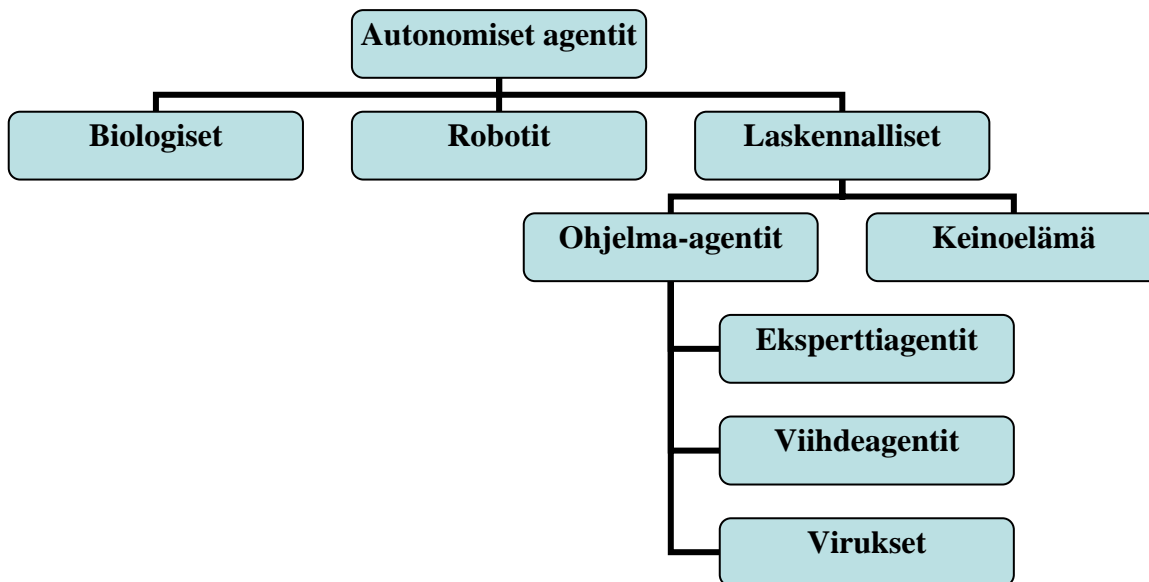 Autonomiset agentit
Biologiset
Robotit
Laskennalliset
Ohjelma-agentit
Keinoelämä
Eksperttiagentit
Viihdeagentit
Virukset